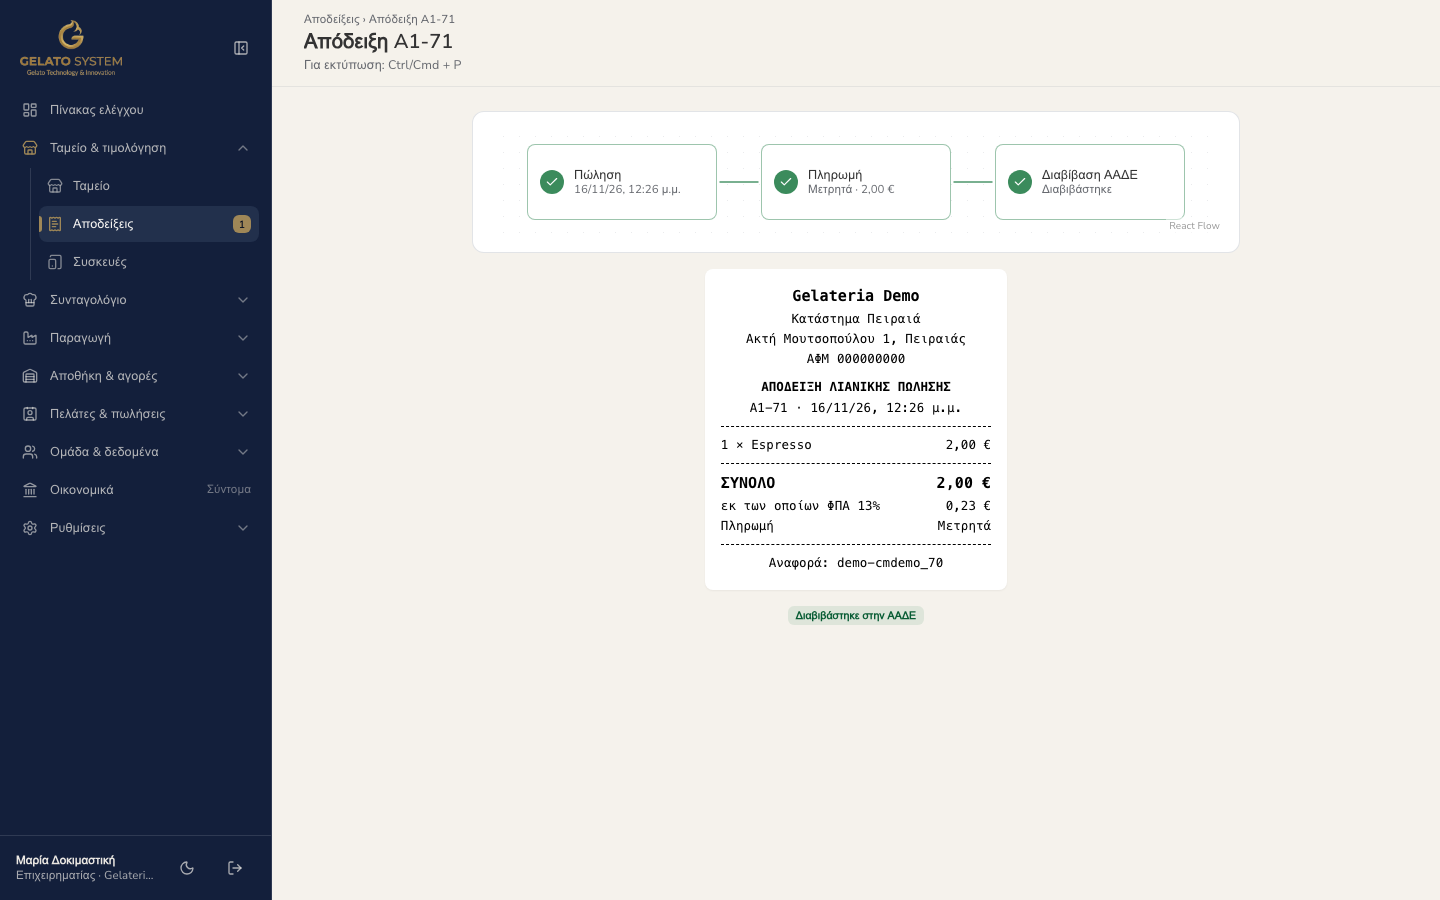 GELATO SYSTEM
Gelato Technology & Innovation
Πίνακας ελέγχου
Ταμείο & τιμολόγηση
Ταμείο
Αποδείξεις 1
Συσκευές
Συνταγολόγιο
Παραγωγή
Αποθήκη & αγορές
Πελάτες & πωλήσεις
Ομάδα & δεδομένα
Οικονομικά Σύντομα
Ρυθμίσεις
Μαρία Δοκιμαστική
Επιχειρηματίας · Gelateri...
Αποδείξεις › Απόδειξη A1-71
Απόδειξη A1-71
Για εκτύπωση: Ctrl/Cmd + P
Πώληση
16/11/26, 12:26 μ.μ.
Πληρωμή
Μετρητά · 2,00 €
Διαβίβαση ΑΑΔΕ
Διαβιβάστηκε
React Flow
Gelateria Demo
Κατάστημα Πειραιά
Ακτή Μουτσοπούλου 1, Πειραιάς
ΑΦΜ 000000000
ΑΠΟΔΕΙΞΗ ΛΙΑΝΙΚΗΣ ΠΩΛΗΣΗΣ
A1-71 · 16/11/26, 12:26 μ.μ.
1 × Espresso 2,00 €
ΣΥΝΟΛΟ 2,00 €
εκ των οποίων ΦΠΑ 13% 0,23 €
Πληρωμή Μετρητά
Αναφορά: demo-cmdemo_70
Διαβιβάστηκε στην ΑΑΔΕ